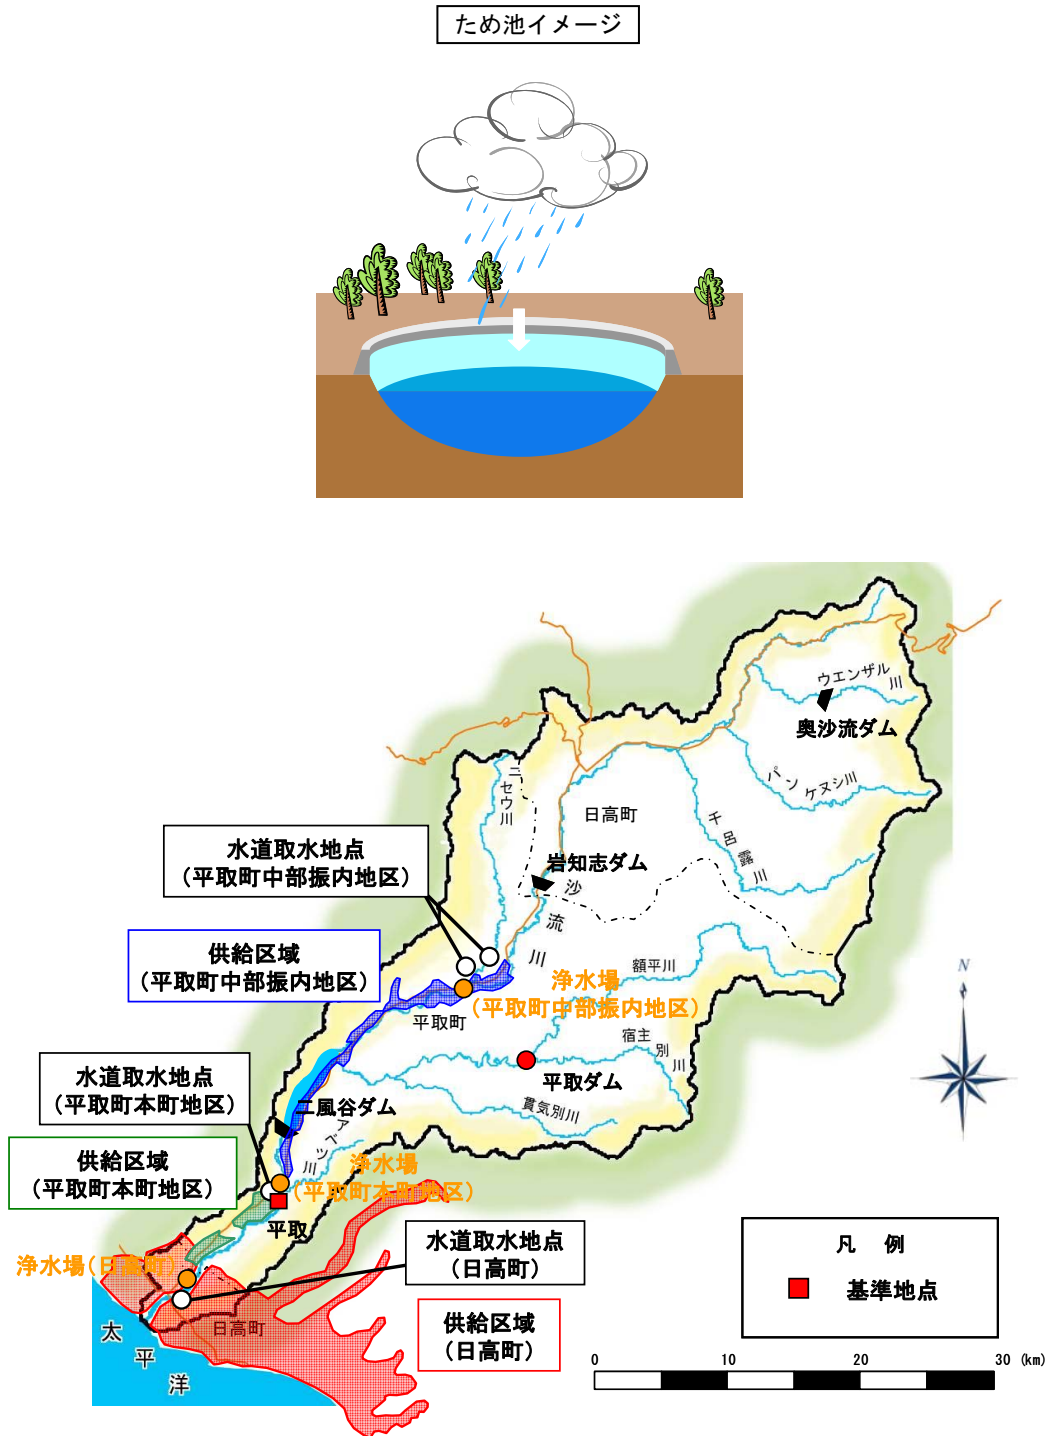 ため池イメージ
ウエンザル川
奥沙流ダム
パンケヌシ川
ニセウ川
日高町
千呂露川
水道取水地点
(平取町中部振内地区)
岩知志ダム
沙流川
供給区域
(平取町中部振内地区)
額平川
浄水場
(平取町中部振内地区)
N
平取町
宿主別川
水道取水地点
(平取町本町地区)
平取ダム
二風谷ダム
貫気別川
アベツ川
供給区域
(平取町本町地区)
浄水場
(平取町本町地区)
平取
水道取水地点
(日高町)
浄水場(日高町)
凡 例
基準地点
供給区域
(日高町)
日高町
太平洋
0 10 20 30 (km)